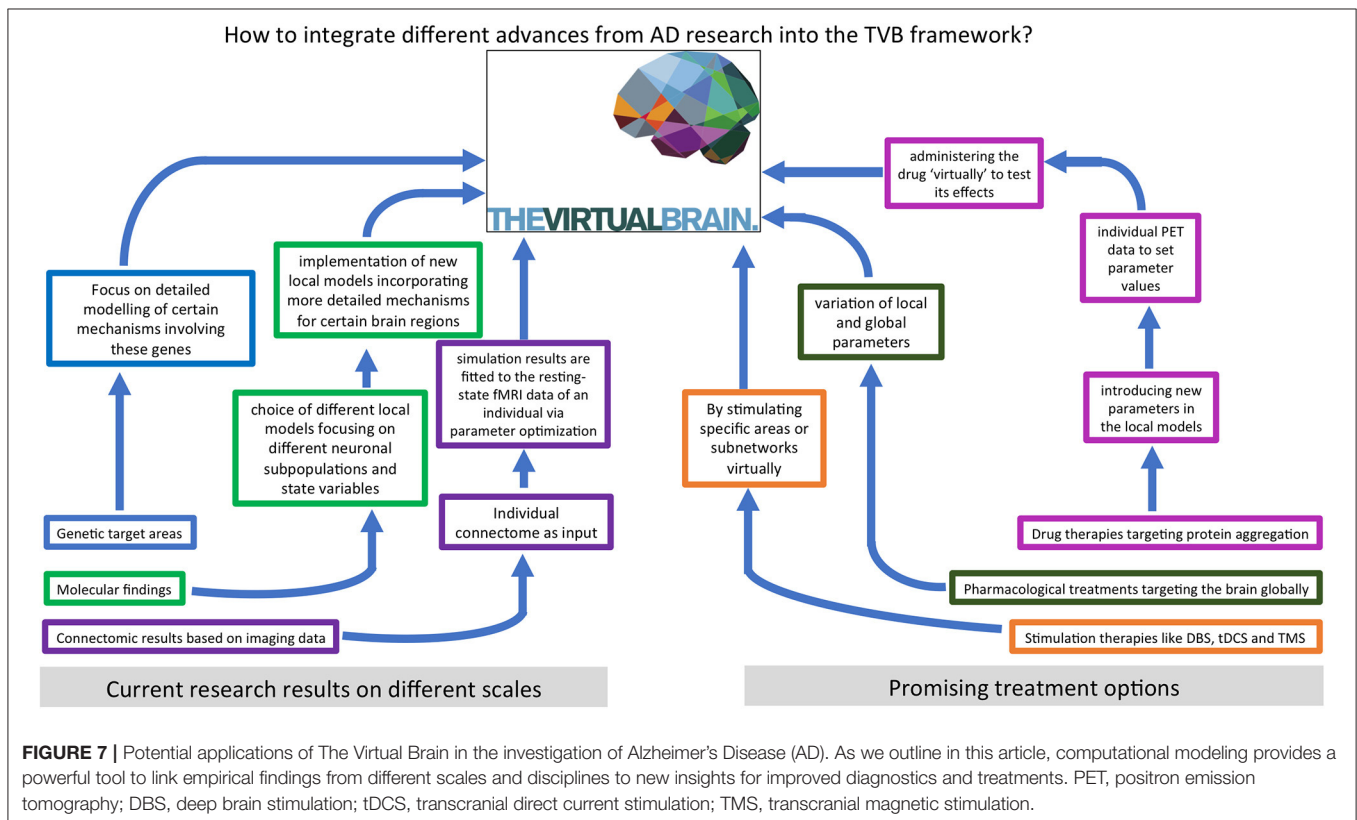 How to integrate different advances from AD research into the TVB framework?
THEVIRTUALBRAIN.
Focus on detailed
modelling of certain
mechanisms involving
these genes
Genetic target areas
implementation of new
local models incorporating
more detailed mechanisms
for certain brain regions
choice of different local
models focusing on
different neuronal
subpopulations and
state variables
Molecular findings
simulation results are
fitted to the resting-
state fMRI data of an
individual via
parameter optimization
Individual
connectome as input
Connectomic results based on imaging data
Current research results on different scales
administering the
drug ‘virtually’ to test
its effects
individual PET
data to set
parameter
values
introducing new
parameters in
the local models
Drug therapies targeting protein aggregation
variation of local
and global
parameters
Pharmacological treatments targeting the brain globally
By stimulating
specific areas or
subnetworks
virtually
Stimulation therapies like DBS, tDCS and TMS
Promising treatment options
FIGURE 7 | Potential applications of The Virtual Brain in the investigation of Alzheimer’s Disease (AD). As we outline in this article, computational modeling provides a
powerful tool to link empirical findings from different scales and disciplines to new insights for improved diagnostics and treatments. PET, positron emission
tomography; DBS, deep brain stimulation; tDCS, transcranial direct current stimulation; TMS, transcranial magnetic stimulation.